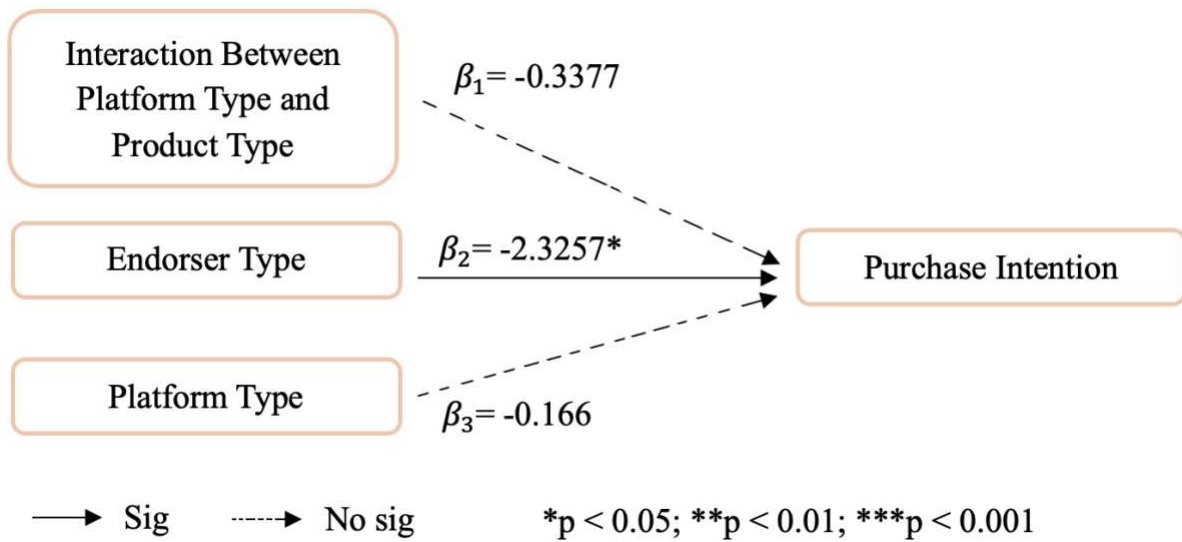 Interaction Between
Platform Type and
Product Type
β₁= -0.3377
Endorser Type
β₂= -2.3257*
Purchase Intention
Platform Type
β₃= -0.166
Sig
No sig
*p < 0.05; **p < 0.01; ***p < 0.001